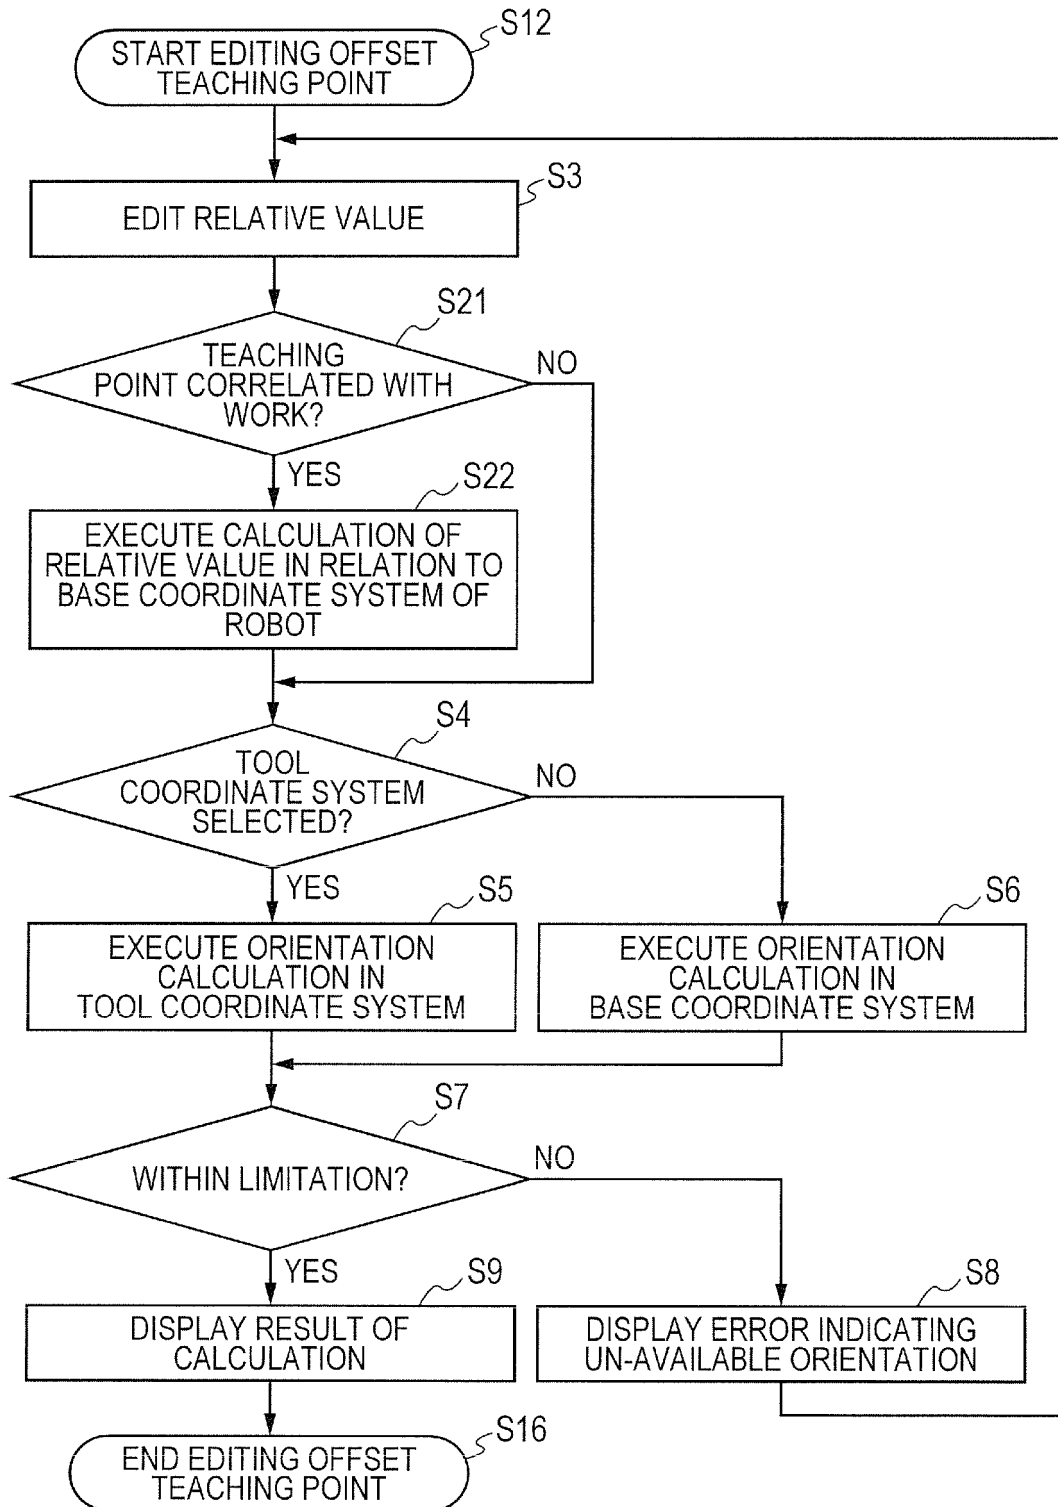 S12
START EDITING OFFSET
TEACHING POINT
S3
EDIT RELATIVE VALUE
S21
TEACHING
POINT CORRELATED WITH
WORK?
NO
YES
S22
EXECUTE CALCULATION OF
RELATIVE VALUE IN RELATION TO
BASE COORDINATE SYSTEM OF
ROBOT
S4
TOOL
COORDINATE SYSTEM
SELECTED?
NO
YES
S5
EXECUTE ORIENTATION
CALCULATION IN
TOOL COORDINATE SYSTEM
S6
EXECUTE ORIENTATION
CALCULATION IN
BASE COORDINATE SYSTEM
S7
WITHIN LIMITATION?
NO
YES
S9
DISPLAY RESULT OF
CALCULATION
S8
DISPLAY ERROR INDICATING
UN-AVAILABLE ORIENTATION
S16
END EDITING OFFSET
TEACHING POINT